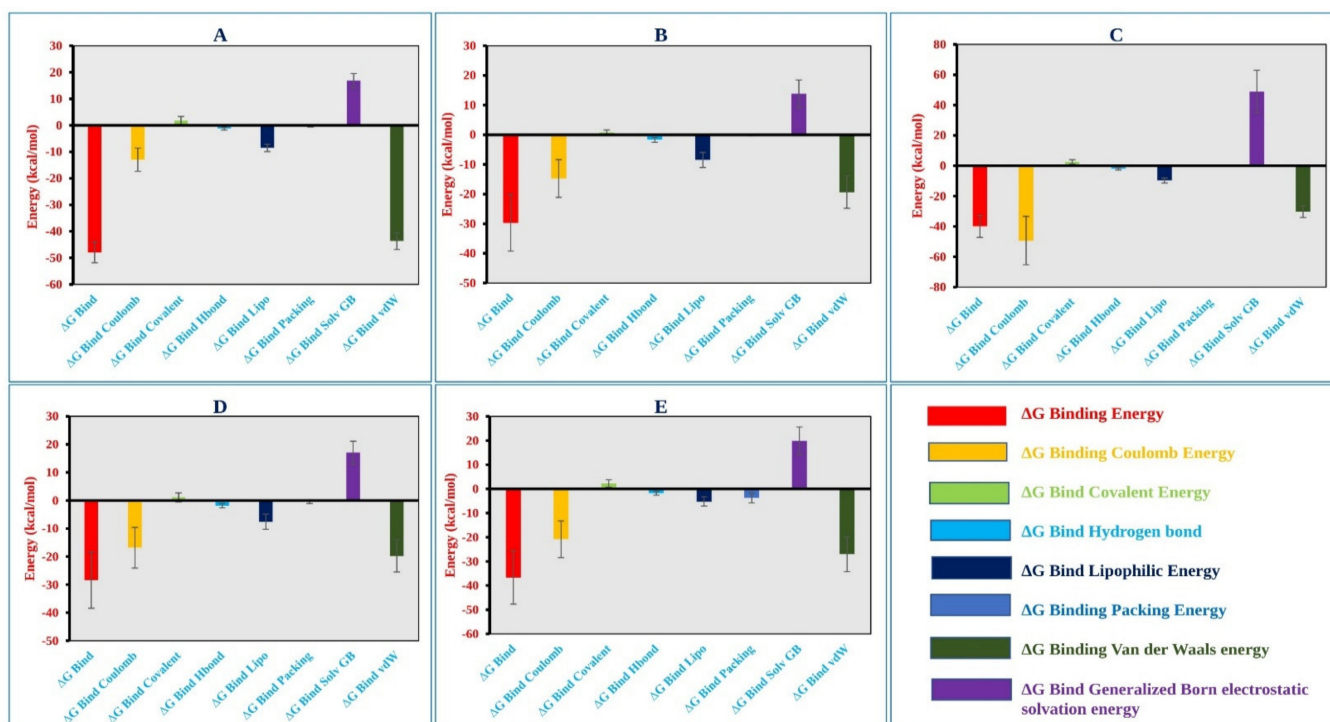 A
Energy (kcal/mol)
30
20
10
0
-10
-20
-30
-40
-50
-60
ΔG Bind
ΔG Bind Coulomb
ΔG Bind Covalent
ΔG Bind Hbond
ΔG Bind Lipo
ΔG Bind Packing
ΔG Bind Solv GB
ΔG Bind vdW
B
Energy (kcal/mol)
30
20
10
0
-10
-20
-30
-40
-50
ΔG Bind
ΔG Bind Coulomb
ΔG Bind Covalent
ΔG Bind Hbond
ΔG Bind Lipo
ΔG Bind Packing
ΔG Bind Solv GB
ΔG Bind vdW
C
Energy (kcal/mol)
80
60
40
20
0
-20
-40
-60
-80
ΔG Bind
ΔG Bind Coulomb
ΔG Bind Covalent
ΔG Bind Hbond
ΔG Bind Lipo
ΔG Bind Packing
ΔG Bind Solv GB
ΔG Bind vdW
D
Energy (kcal/mol)
30
20
10
0
-10
-20
-30
-40
-50
ΔG Bind
ΔG Bind Coulomb
ΔG Bind Covalent
ΔG Bind Hbond
ΔG Bind Lipo
ΔG Bind Packing
ΔG Bind Solv GB
ΔG Bind vdW
E
Energy (kcal/mol)
30
20
10
0
-10
-20
-30
-40
-50
-60
ΔG Bind
ΔG Bind Coulomb
ΔG Bind Covalent
ΔG Bind Hbond
ΔG Bind Lipo
ΔG Bind Packing
ΔG Bind Solv GB
ΔG Bind vdW
ΔG Binding Energy
ΔG Binding Coulomb Energy
ΔG Bind Covalent Energy
ΔG Bind Hydrogen bond
ΔG Bind Lipophilic Energy
ΔG Binding Packing Energy
ΔG Binding Van der Waals energy
ΔG Bind Generalized Born electrostatic
solvation energy